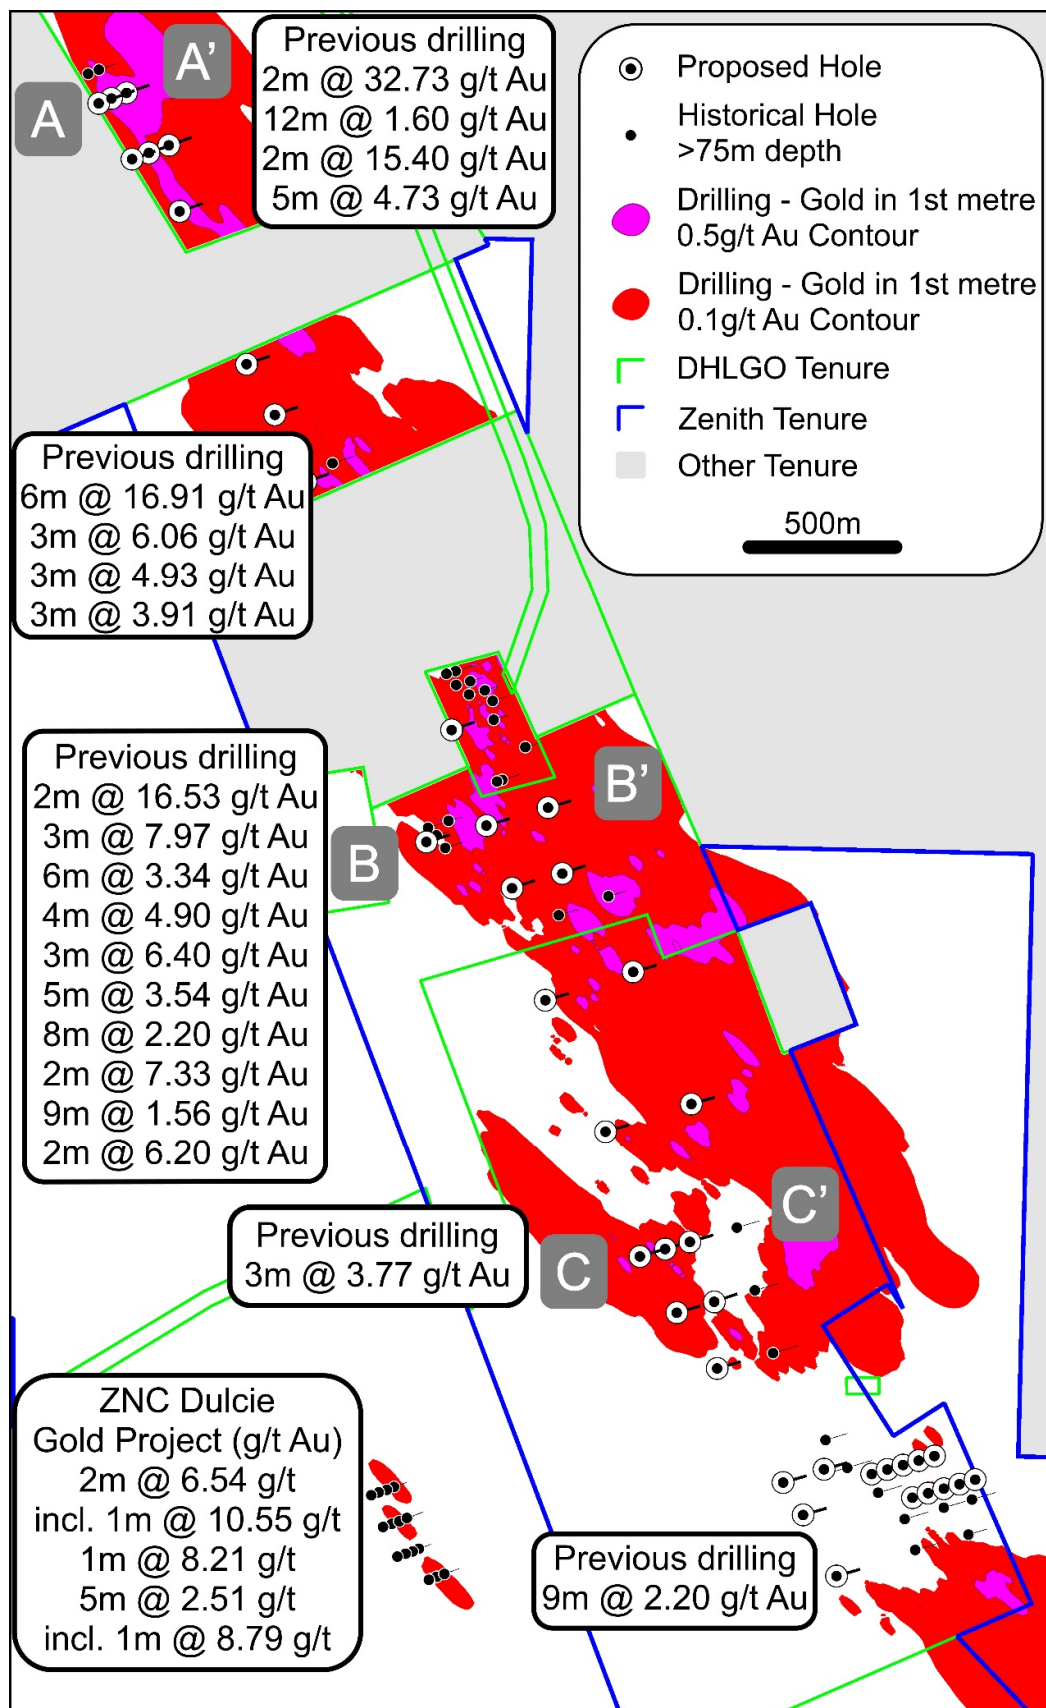 A
A'
Previous drilling
2m @ 32.73 g/t Au
12m @ 1.60 g/t Au
2m @ 15.40 g/t Au
5m @ 4.73 g/t Au
Proposed Hole
Historical Hole
>75m depth
Drilling - Gold in 1st metre
0.5g/t Au Contour
Drilling - Gold in 1st metre
0.1g/t Au Contour
DHLGO Tenure
Zenith Tenure
Other Tenure
500m
Previous drilling
6m @ 16.91 g/t Au
3m @ 6.06 g/t Au
3m @ 4.93 g/t Au
3m @ 3.91 g/t Au
Previous drilling
2m @ 16.53 g/t Au
3m @ 7.97 g/t Au
6m @ 3.34 g/t Au
4m @ 4.90 g/t Au
3m @ 6.40 g/t Au
5m @ 3.54 g/t Au
8m @ 2.20 g/t Au
2m @ 7.33 g/t Au
9m @ 1.56 g/t Au
2m @ 6.20 g/t Au
B
B'
Previous drilling
3m @ 3.77 g/t Au
C
C'
ZNC Dulcie
Gold Project (g/t Au)
2m @ 6.54 g/t
incl. 1m @ 10.55 g/t
1m @ 8.21 g/t
5m @ 2.51 g/t
incl. 1m @ 8.79 g/t
Previous drilling
9m @ 2.20 g/t Au